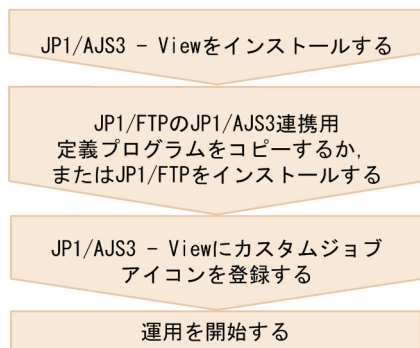 JP1/AJS3 - Viewをインストールする
JP1/FTPのJP1/AJS3連携用
定義プログラムをコピーするか,
またはJP1/FTPをインストールする
JP1/AJS3 - Viewにカスタムジョブ
アイコンを登録する
運用を開始する